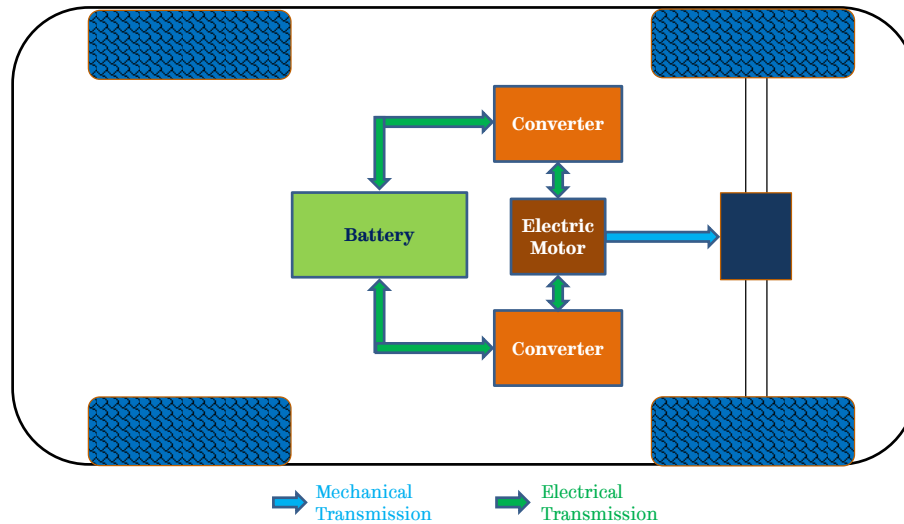 Converter
Battery
Electric
Motor
Converter
Mechanical
Transmission
Electrical
Transmission